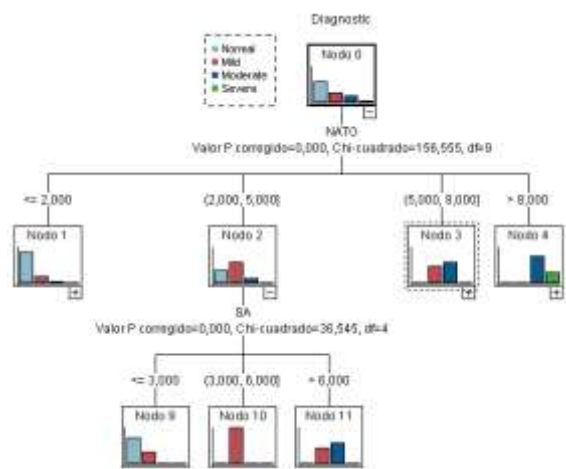 Diagnostic
Normal
Mild
Moderate
Severe
Nodo 0
NATO
Valor P corregido=0,000, Chi-cuadrado=156,555, df=9
<= 2,000
(2,000, 5,000]
(5,000, 8,000]
> 8,000
Nodo 1
Nodo 2
Nodo 3
Nodo 4
SA
Valor P corregido=0,000, Chi-cuadrado=36,545, df=4
<= 3,000
(3,000, 6,000]
> 6,000
Nodo 9
Nodo 10
Nodo 11